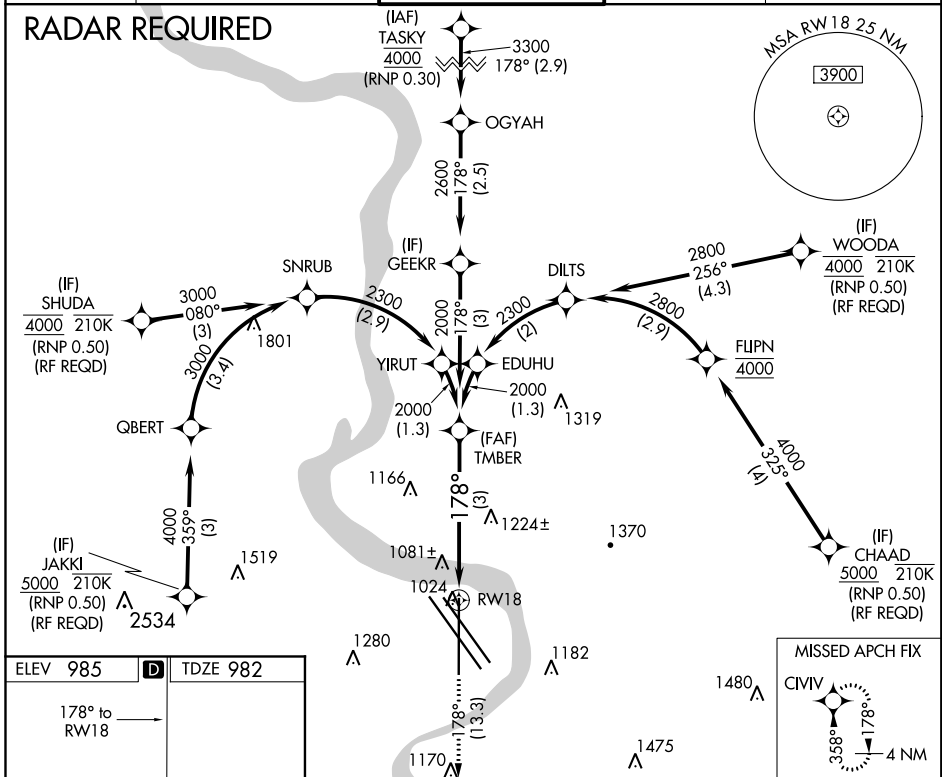 RADAR REQUIRED
(IAF)
TASKY
4000
(RNP 0.30)
3300
178° (2.9)
MSA RW18 25 NM
3900
OGYAH
2600
178°
(2.5)
(IF)
GEEKR
2000
178°
(3)
(IF)
SHUDA
4000 210K
(RNP 0.50)
(RF REQD)
3000
080°
(3)
SNRUB
2300
(2.9)
1801
3000
(3.4)
QBERT
DILTS
2300
(2)
2800
256°
(4.3)
(IF)
WOODA
4000 210K
(RNP 0.50)
(RF REQD)
2800
(2.9)
FLIPN
4000
YIRUT
EDUHU
2000
(1.3)
2000
(1.3)
1319
(FAF)
TMBER
4000
325°
(4)
(IF)
CHAAD
5000 210K
(RNP 0.50)
(RF REQD)
4000
359°
(3)
(IF)
JAKKI
5000 210K
(RNP 0.50)
(RF REQD)
2534
1519
1166
178°
(3)
1224±
1370
1081±
1024
RW18
1280
1182
1480
1475
1170
178°
(13.3)
ELEV 985
D
TDZE 982
178° to
RW18
MISSED APCH FIX
CIVIV
358°
178°
4 NM